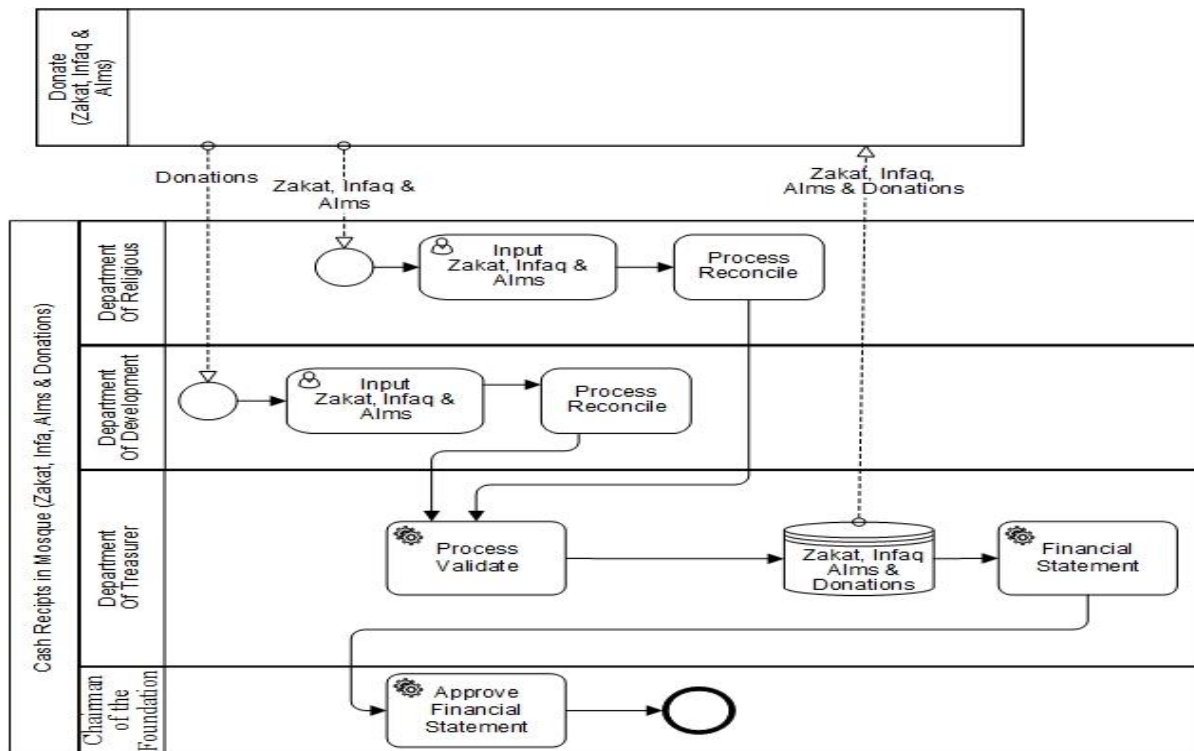 Donate
(Zakat, Infaq &
Alms)
Donations
Zakat, Infaq &
Alms
Zakat, Infaq,
Alms & Donations
Cash Recipts in Mosque (Zakat, Infa, Alms & Donations)
Department
Of Religious
Input
Zakat, Infaq &
Alms
Process
Reconcile
Department
Of Development
Input
Zakat, Infaq &
Alms
Process
Reconcile
Department
Of Treasurer
Process
Validate
Zakat, Infaq
Alms &
Donations
Financial
Statement
Chairman
of the
Foundation
Approve
Financial
Statement